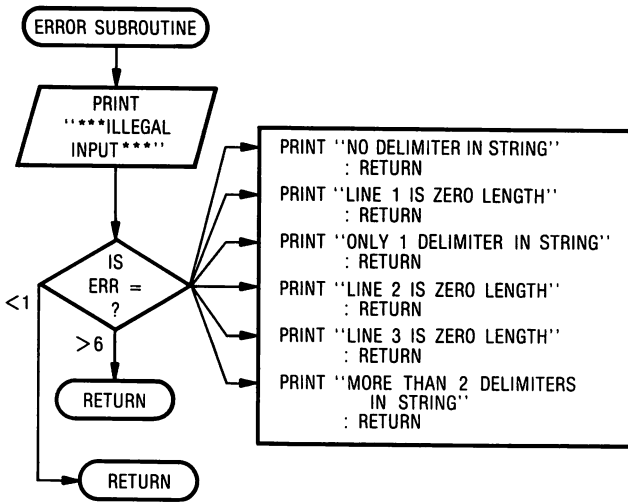 ERROR SUBROUTINE
PRINT
''***ILLEGAL
INPUT***''
IS
ERR =
?
<1
>6
RETURN
RETURN
PRINT ''NO DELIMITER IN STRING''
: RETURN
PRINT ''LINE 1 IS ZERO LENGTH''
: RETURN
PRINT ''ONLY 1 DELIMITER IN STRING''
: RETURN
PRINT ''LINE 2 IS ZERO LENGTH''
: RETURN
PRINT ''LINE 3 IS ZERO LENGTH''
: RETURN
PRINT ''MORE THAN 2 DELIMITERS
IN STRING''
: RETURN